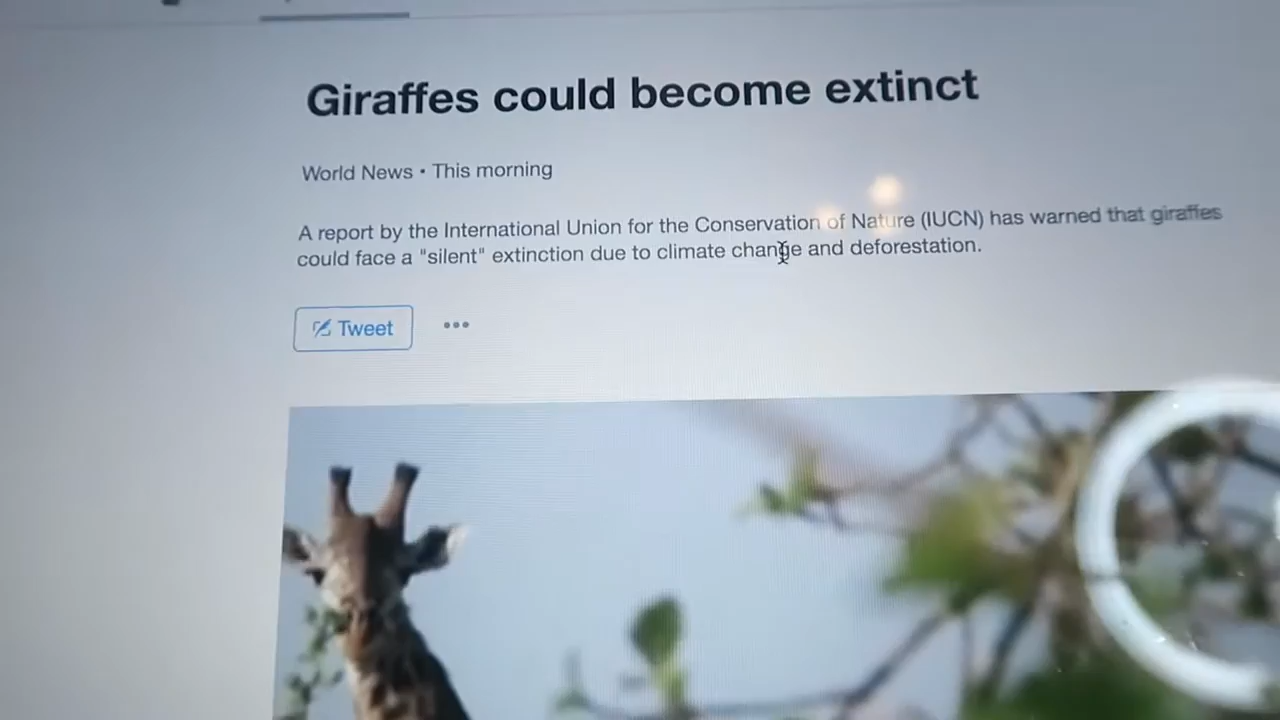 Giraffes could become extinct
World News • This morning
A report by the International Union for the Conservation of Nature (IUCN) has warned that giraffes
could face a "silent" extinction due to climate change and deforestation.
Tweet